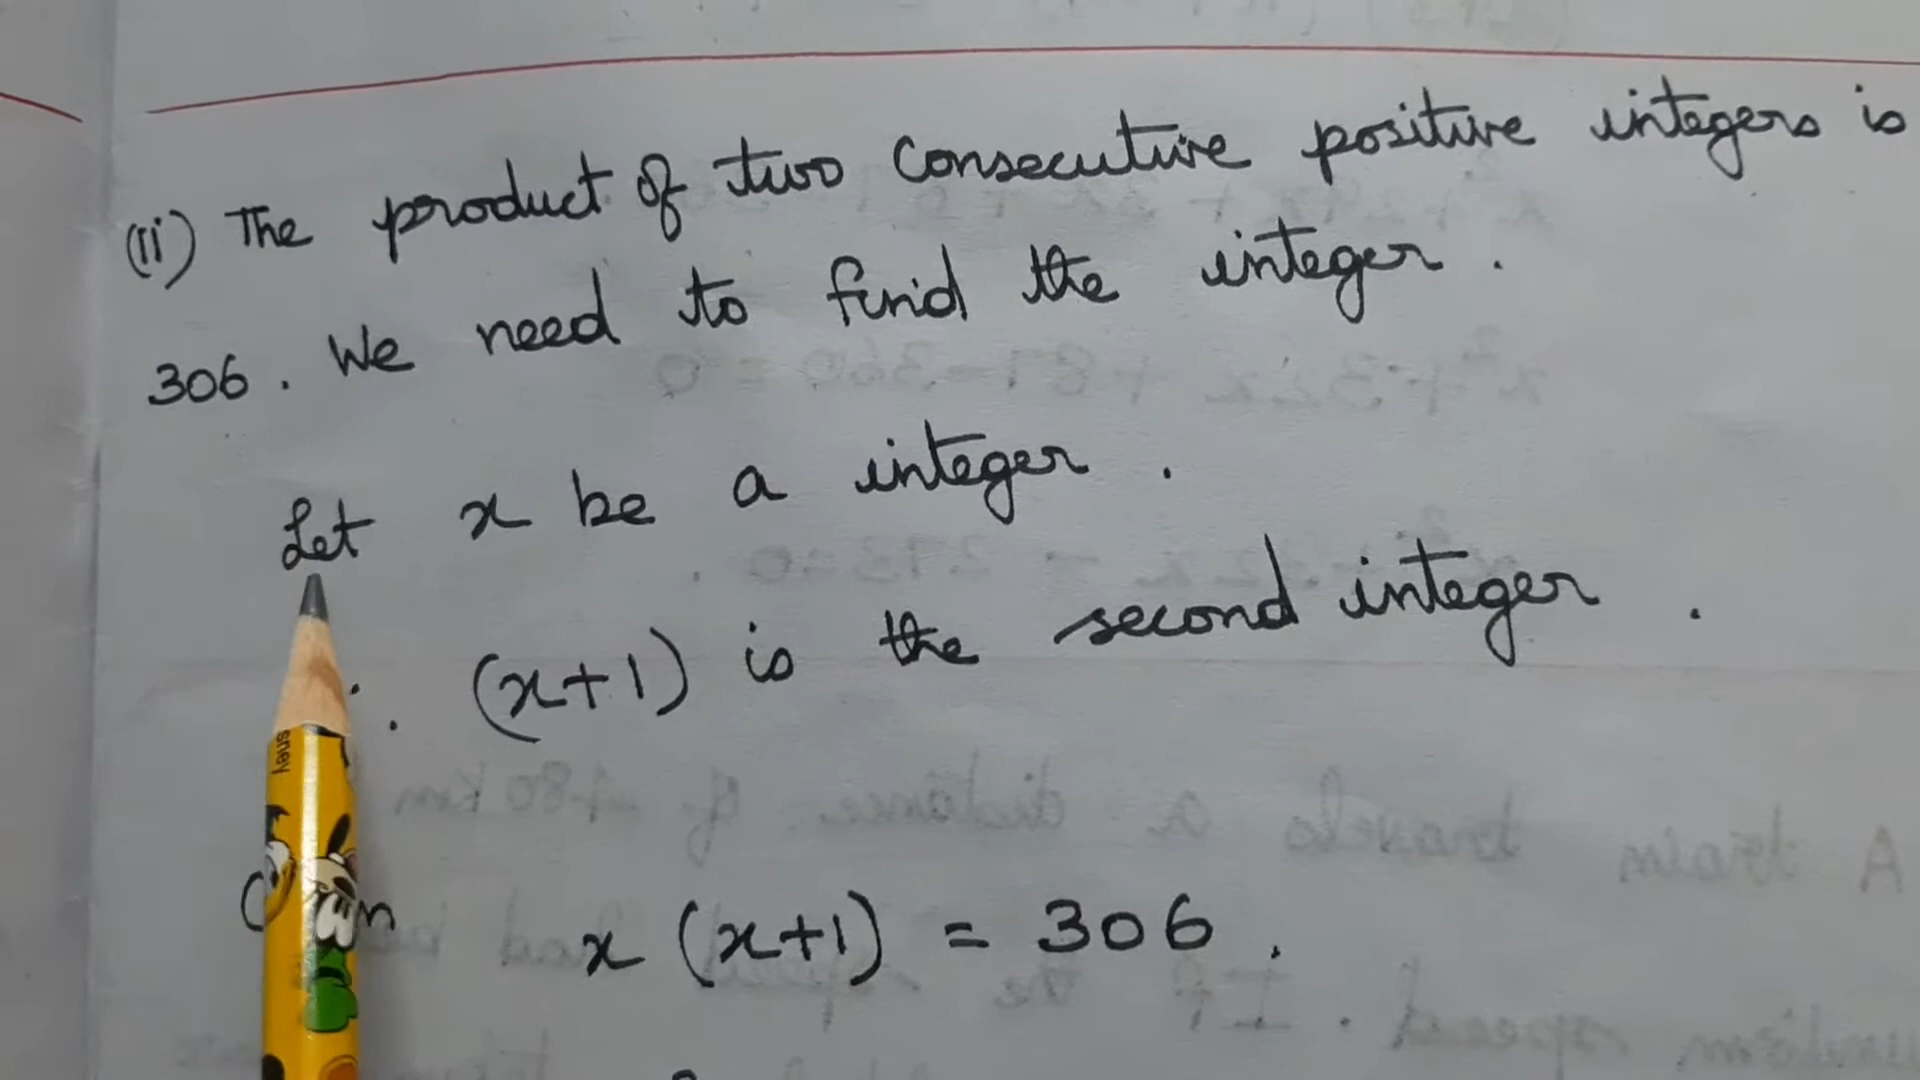 (ii) The product of two consecutive positive integers is
306. We need to find the integer.
Let x be a integer.
∴ (x+1) is the second integer.
x (x+1) = 306.
sney